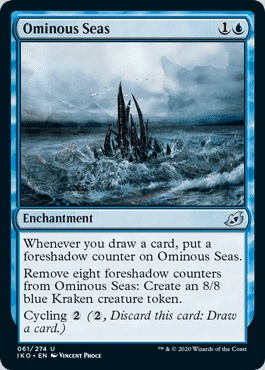 Ominous Seas 1
Enchantment
Whenever you draw a card, put a
foreshadow counter on Ominous Seas.
Remove eight foreshadow counters
from Ominous Seas: Create an 8/8
blue Kraken creature token.
Cycling 2 (2, Discard this card: Draw
a card.)
061/274 U
IKO • EN Vincent Proce
™ & © 2020 Wizards of the Coast